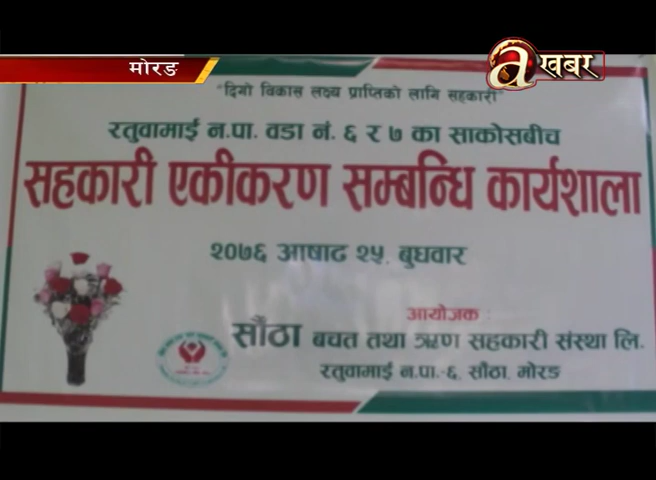 मोरङ
a खबर
"दिगो विकास लक्ष्य प्राप्तिको लागि सहकारी"
रतुवामाई न.पा. वडा नं. ६ र ७ का साकोसबीच
सहकारी एकीकरण सम्बन्धि कार्यशाला
२०७६ आषाढ २५, बुधवार
आयोजक
सौंठा बचत तथा ऋण सहकारी संस्था लि.
रतुवामाई न.पा.-६, सौंठा, मोरङ